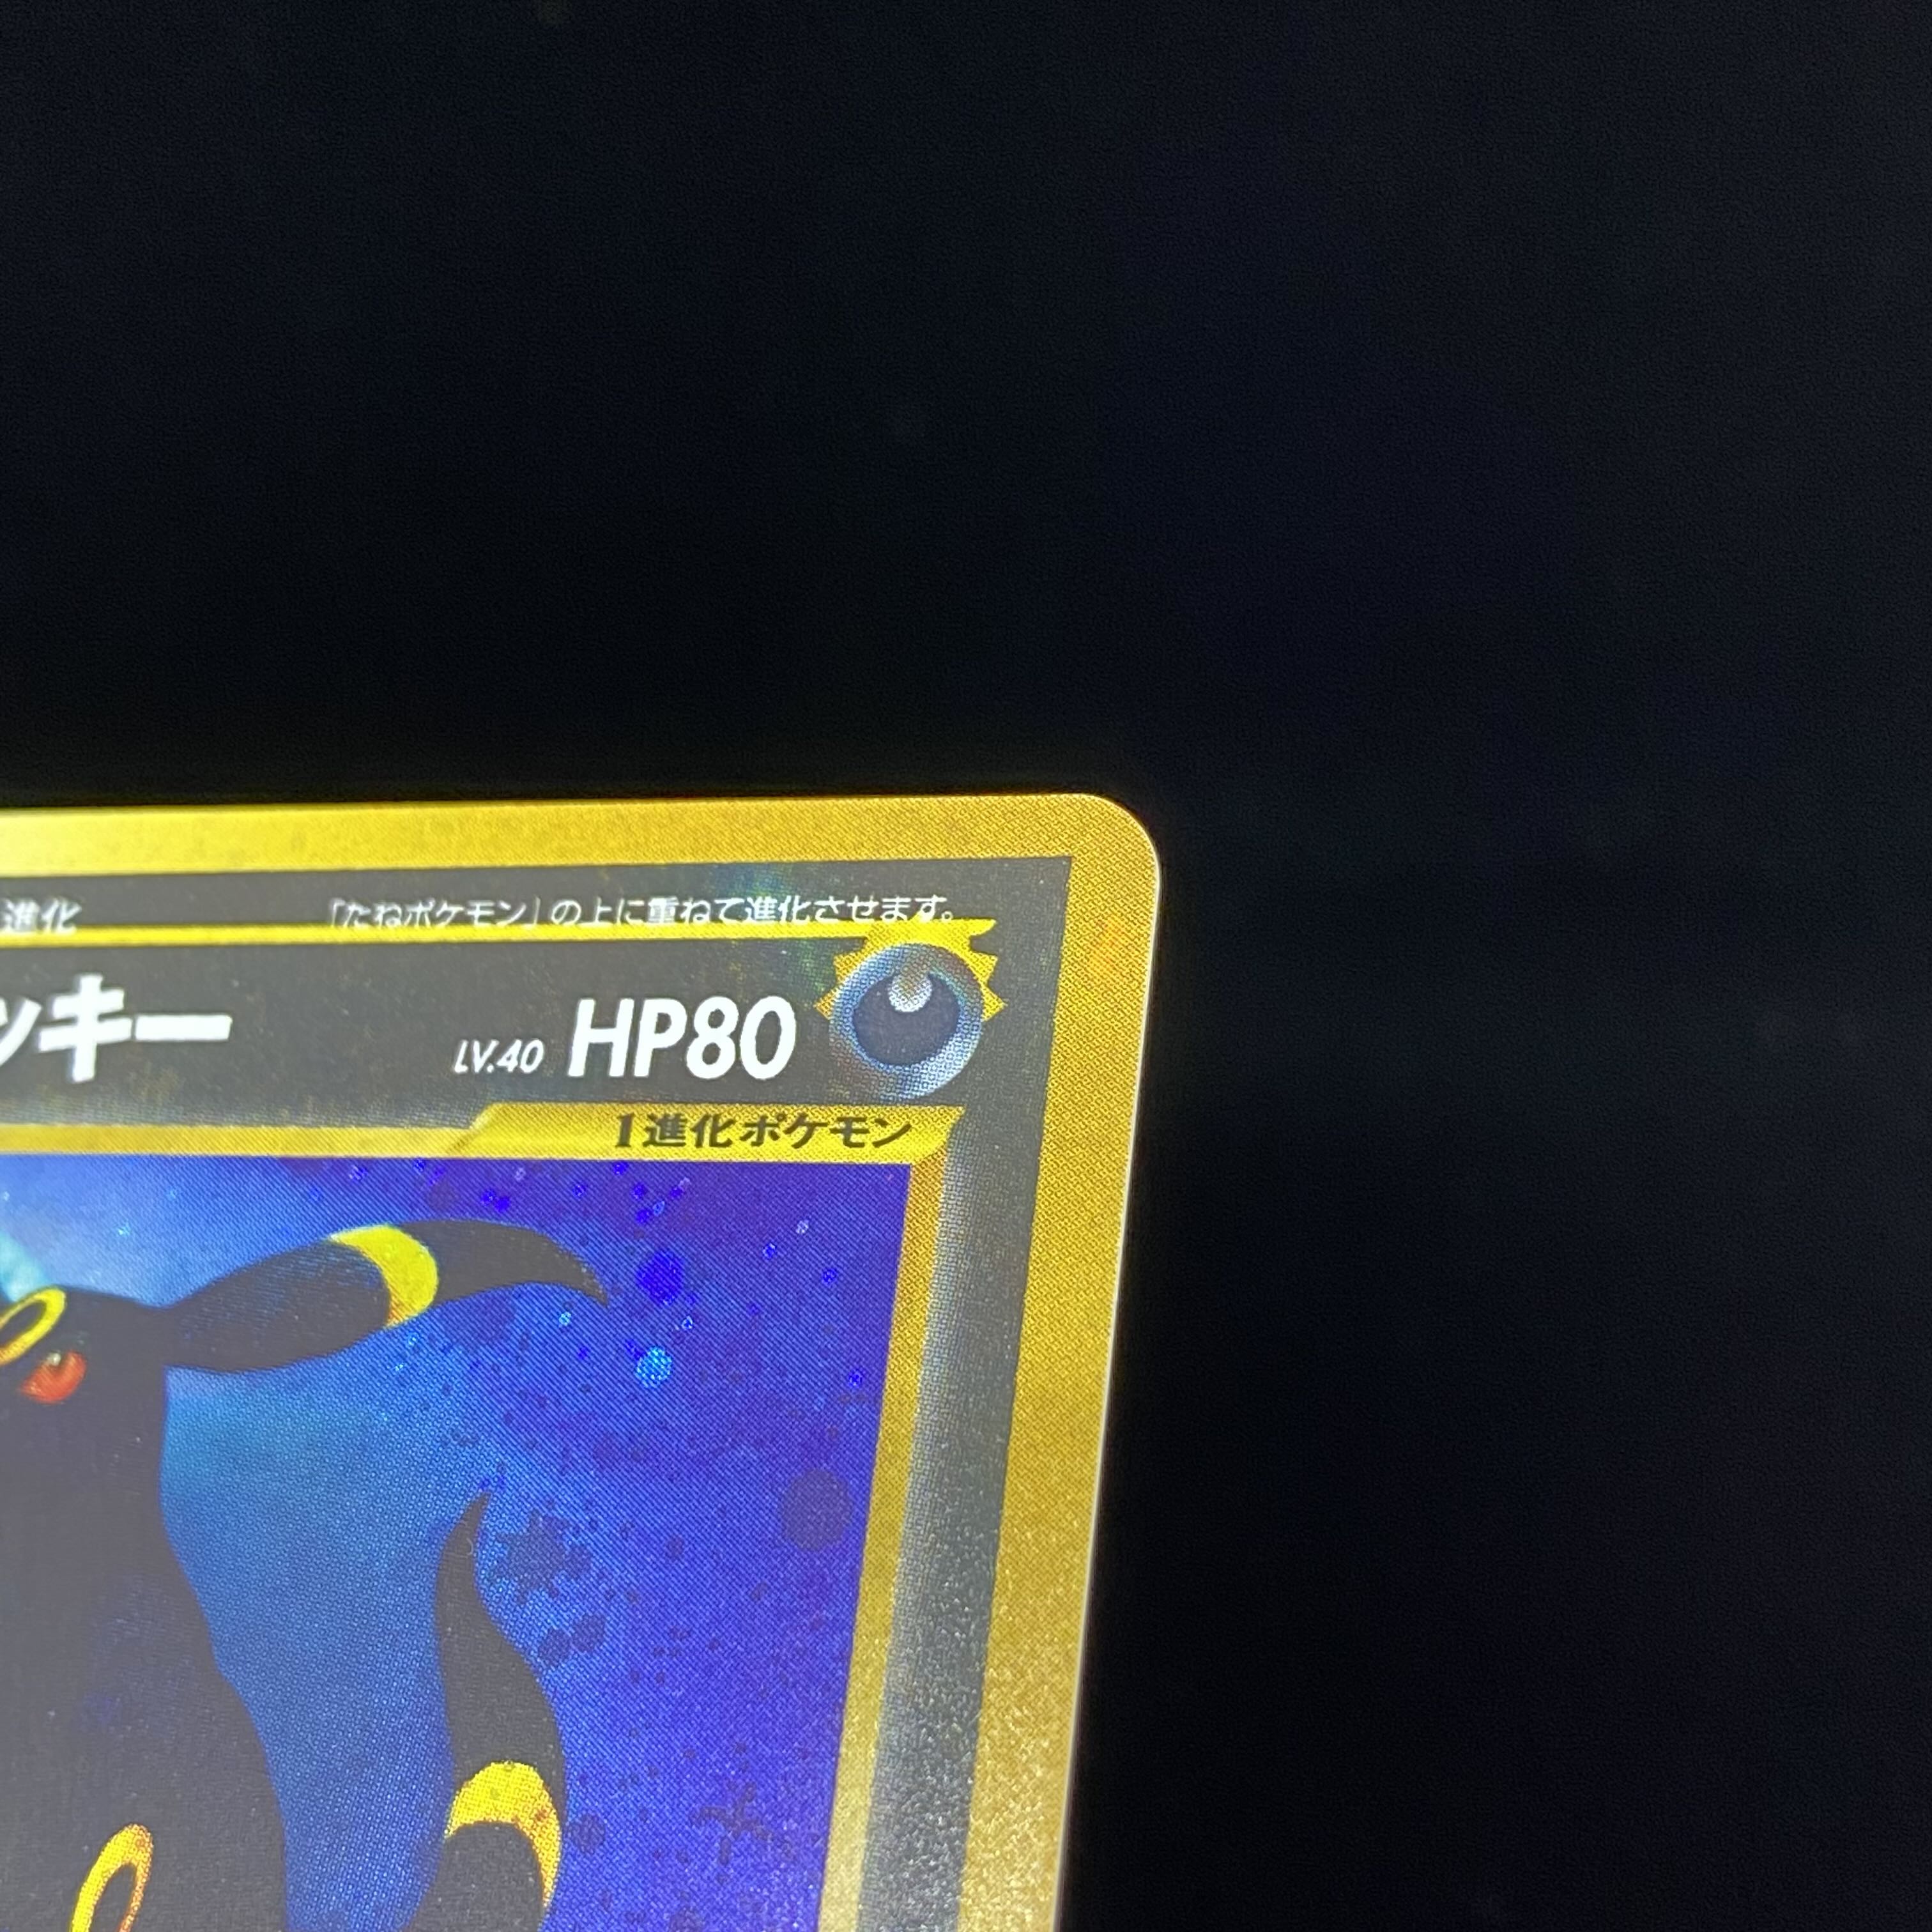 進化 「たねポケモン」の上に重ねて進化させます。
ッキー LV.40 HP80
1進化ポケモン